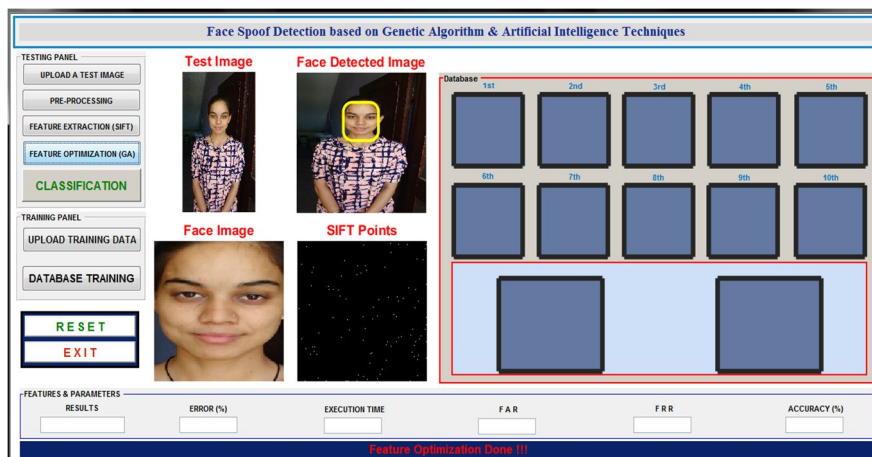 Face Spoof Detection based on Genetic Algorithm & Artificial Intelligence Techniques
TESTING PANEL
UPLOAD A TEST IMAGE
PRE-PROCESSING
FEATURE EXTRACTION (SIFT)
FEATURE OPTIMIZATION (GA)
CLASSIFICATION
TRAINING PANEL
UPLOAD TRAINING DATA
DATABASE TRAINING
RESET
EXIT
Test Image
Face Detected Image
Face Image
SIFT Points
Database
1st 2nd 3rd 4th 5th
6th 7th 8th 9th 10th
FEATURES & PARAMETERS
RESULTS ERROR (%) EXECUTION TIME F A R F R R ACCURACY (%)
Feature Optimization Done !!!